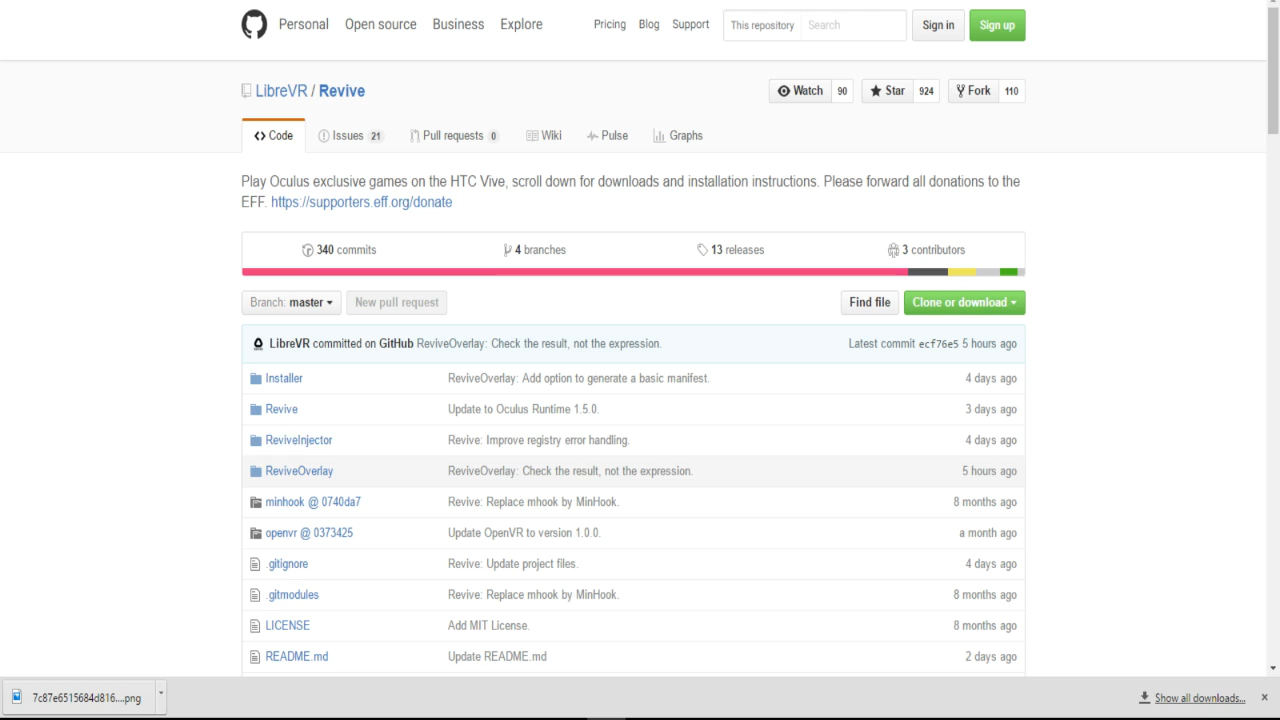 Personal Open source Business Explore Pricing Blog Support This repository Search Sign in Sign up
LibreVR / Revive Watch 90 Star 924 Fork 110
Code Issues 21 Pull requests 0 Wiki Pulse Graphs
Play Oculus exclusive games on the HTC Vive, scroll down for downloads and installation instructions. Please forward all donations to the
EFF. https://supporters.eff.org/donate
340 commits 4 branches 13 releases 3 contributors
Branch: master New pull request Find file Clone or download
LibreVR committed on GitHub ReviveOverlay: Check the result, not the expression. Latest commit ecf76e5 5 hours ago
Installer ReviveOverlay: Add option to generate a basic manifest. 4 days ago
Revive Update to Oculus Runtime 1.5.0. 3 days ago
ReviveInjector Revive: Improve registry error handling. 4 days ago
ReviveOverlay ReviveOverlay: Check the result, not the expression. 5 hours ago
minhook @ 0740da7 Revive: Replace mhook by MinHook. 8 months ago
openvr @ 0373425 Update OpenVR to version 1.0.0. a month ago
.gitignore Revive: Update project files. 4 days ago
.gitmodules Revive: Replace mhook by MinHook. 8 months ago
LICENSE Add MIT License. 8 months ago
README.md Update README.md 2 days ago
7c87e6515684d816....png Show all downloads...